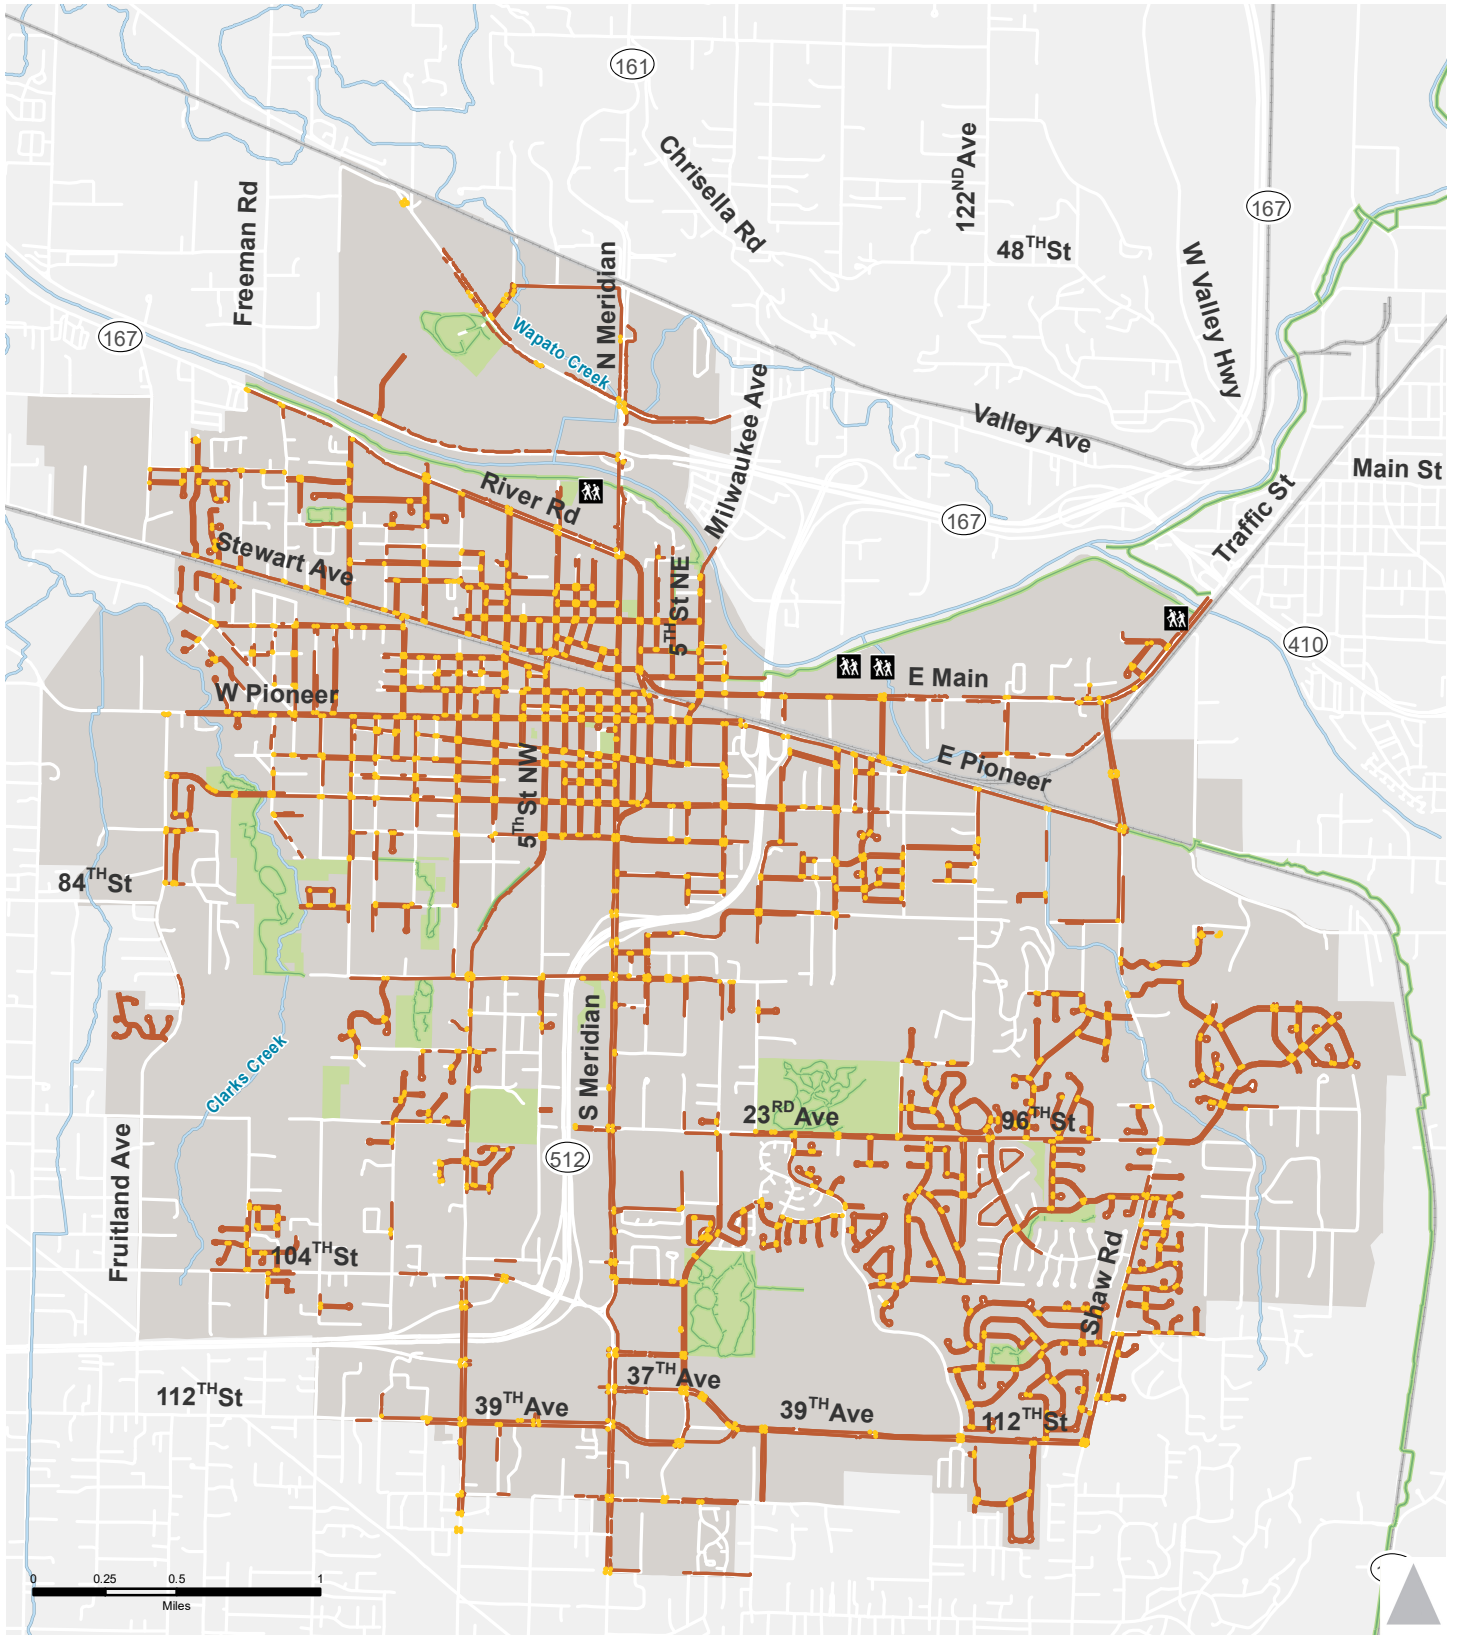 161
Chrisella Rd
122ND Ave
48TH St
167
W Valley Hwy
Freeman Rd
N Meridian
167
Wapato Creek
Milwaukee Ave
Valley Ave
Main St
River Rd
167
Traffic St
Stewart Ave
5TH St NE
410
E Main
W Pioneer
E Pioneer
5Th St NW
84TH St
S Meridian
Clarks Creek
23RD Ave
96TH St
512
Fruitland Ave
104TH St
Shaw Rd
37TH Ave
112TH St
39TH Ave
39TH Ave
112TH St
0 0.25 0.5 1
Miles